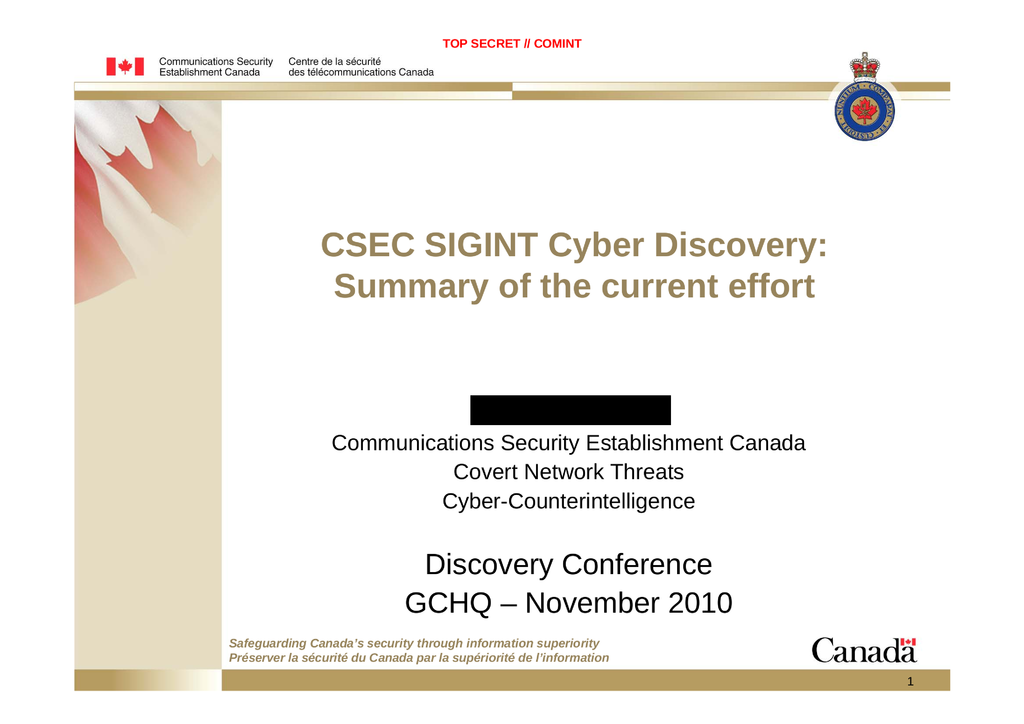 TOP SECRET // COMINT
Communications Security
Establishment Canada
Centre de la sécurité
des télécommunications Canada
CSEC SIGINT Cyber Discovery:
Summary of the current effort
Communications Security Establishment Canada
Covert Network Threats
Cyber-Counterintelligence
Discovery Conference
GCHQ – November 2010
Safeguarding Canada's security through information superiority
Préserver la sécurité du Canada par la supériorité de l'information
Canada
1